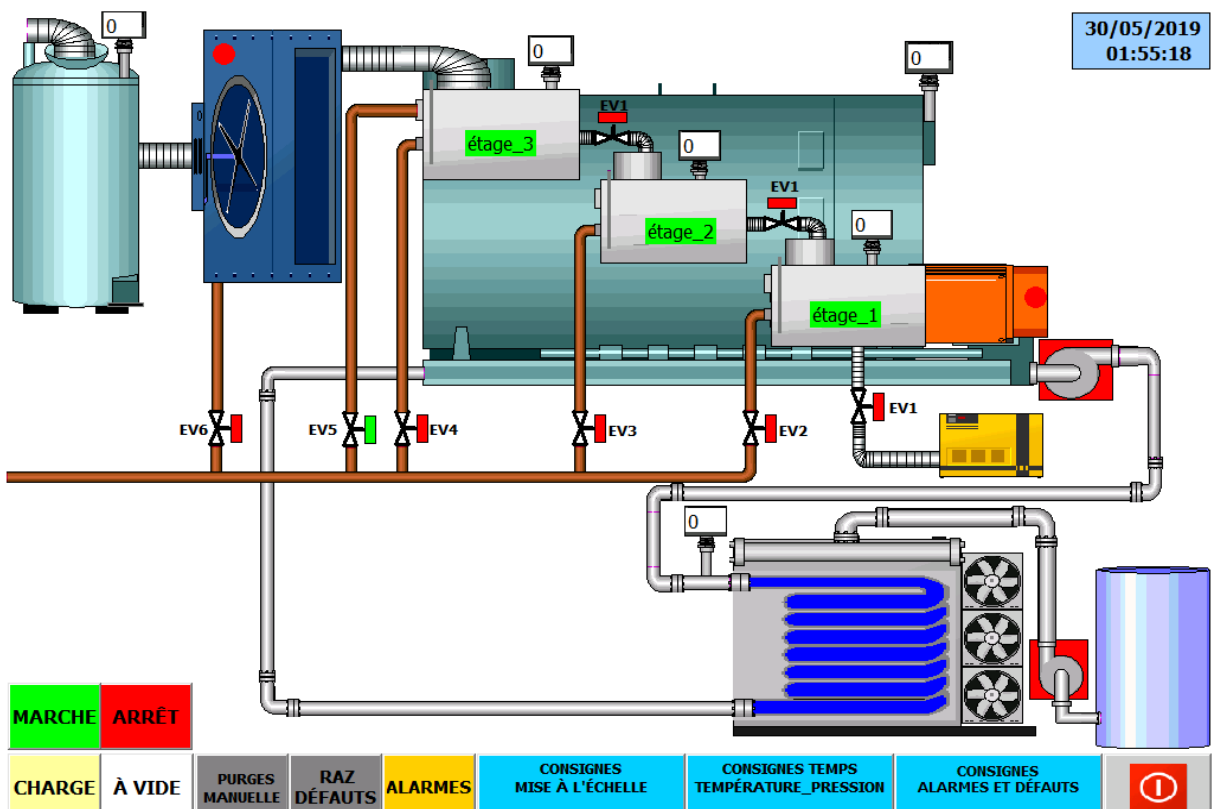 30/05/2019
01:55:18
0
0
0
EV1
étage_3
0
EV1
étage_2
0
étage_1
EV1
EV6
EV5
EV4
EV3
EV2
0
MARCHE
ARRÊT
CHARGE
À VIDE
PURGES
MANUELLE
RAZ
DÉFAUTS
ALARMES
CONSIGNES
MISE À L'ÉCHELLE
CONSIGNES TEMPS
TEMPÉRATURE_PRESSION
CONSIGNES
ALARMES ET DÉFAUTS